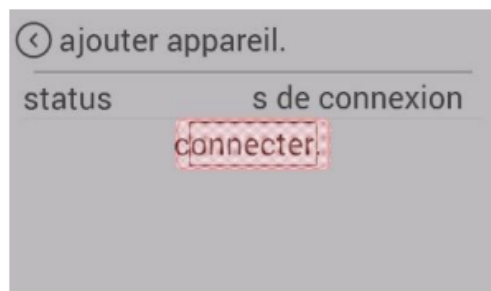 ajouter appareil.
status s de connexion
connecter.